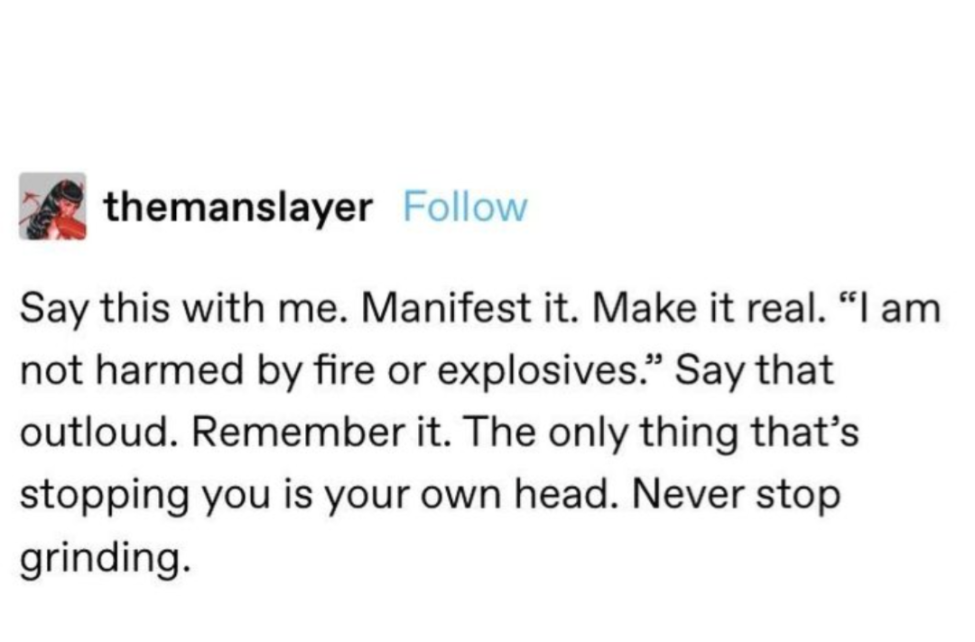 themanslayer Follow
Say this with me. Manifest it. Make it real. “I am
not harmed by fire or explosives.” Say that
outloud. Remember it. The only thing that’s
stopping you is your own head. Never stop
grinding.